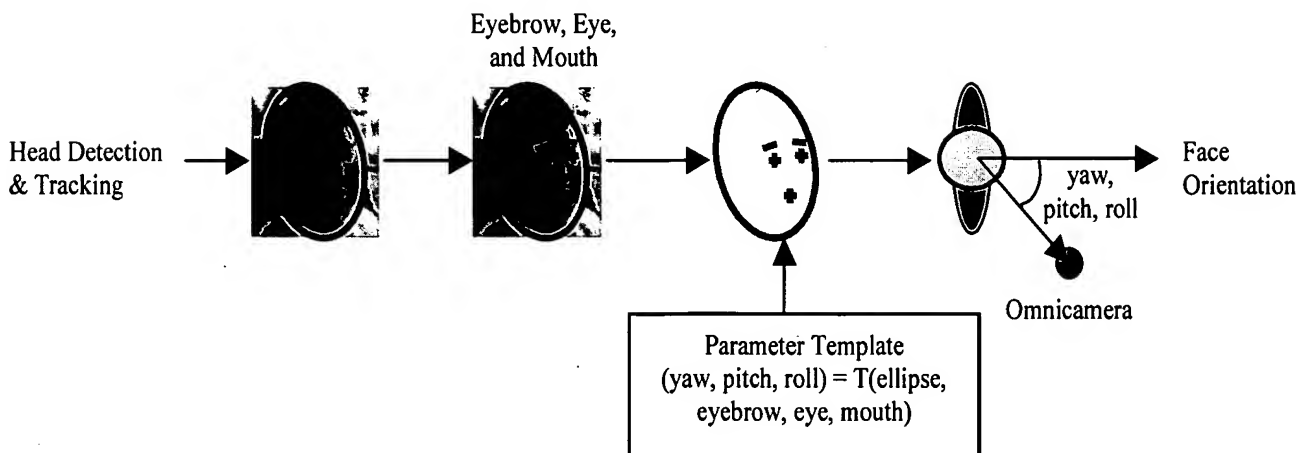 Eyebrow, Eye,
and Mouth
Head Detection
& Tracking
yaw,
pitch, roll
Face
Orientation
Omnicamera
Parameter Template
(yaw, pitch, roll) = T(ellipse,
eyebrow, eye, mouth)